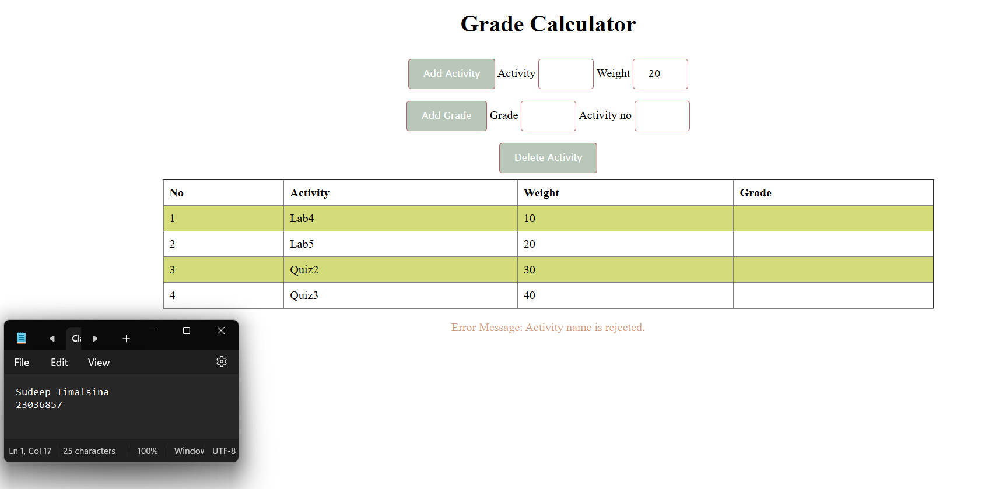 Grade Calculator
Add Activity Activity Weight 20
Add Grade Grade Activity no
Delete Activity
No Activity Weight Grade
1 Lab4 10
2 Lab5 20
3 Quiz2 30
4 Quiz3 40
Error Message: Activity name is rejected.
File Edit View
Sudeep Timalsina
23036857
Ln 1, Col 17 25 characters 100% UTF-8